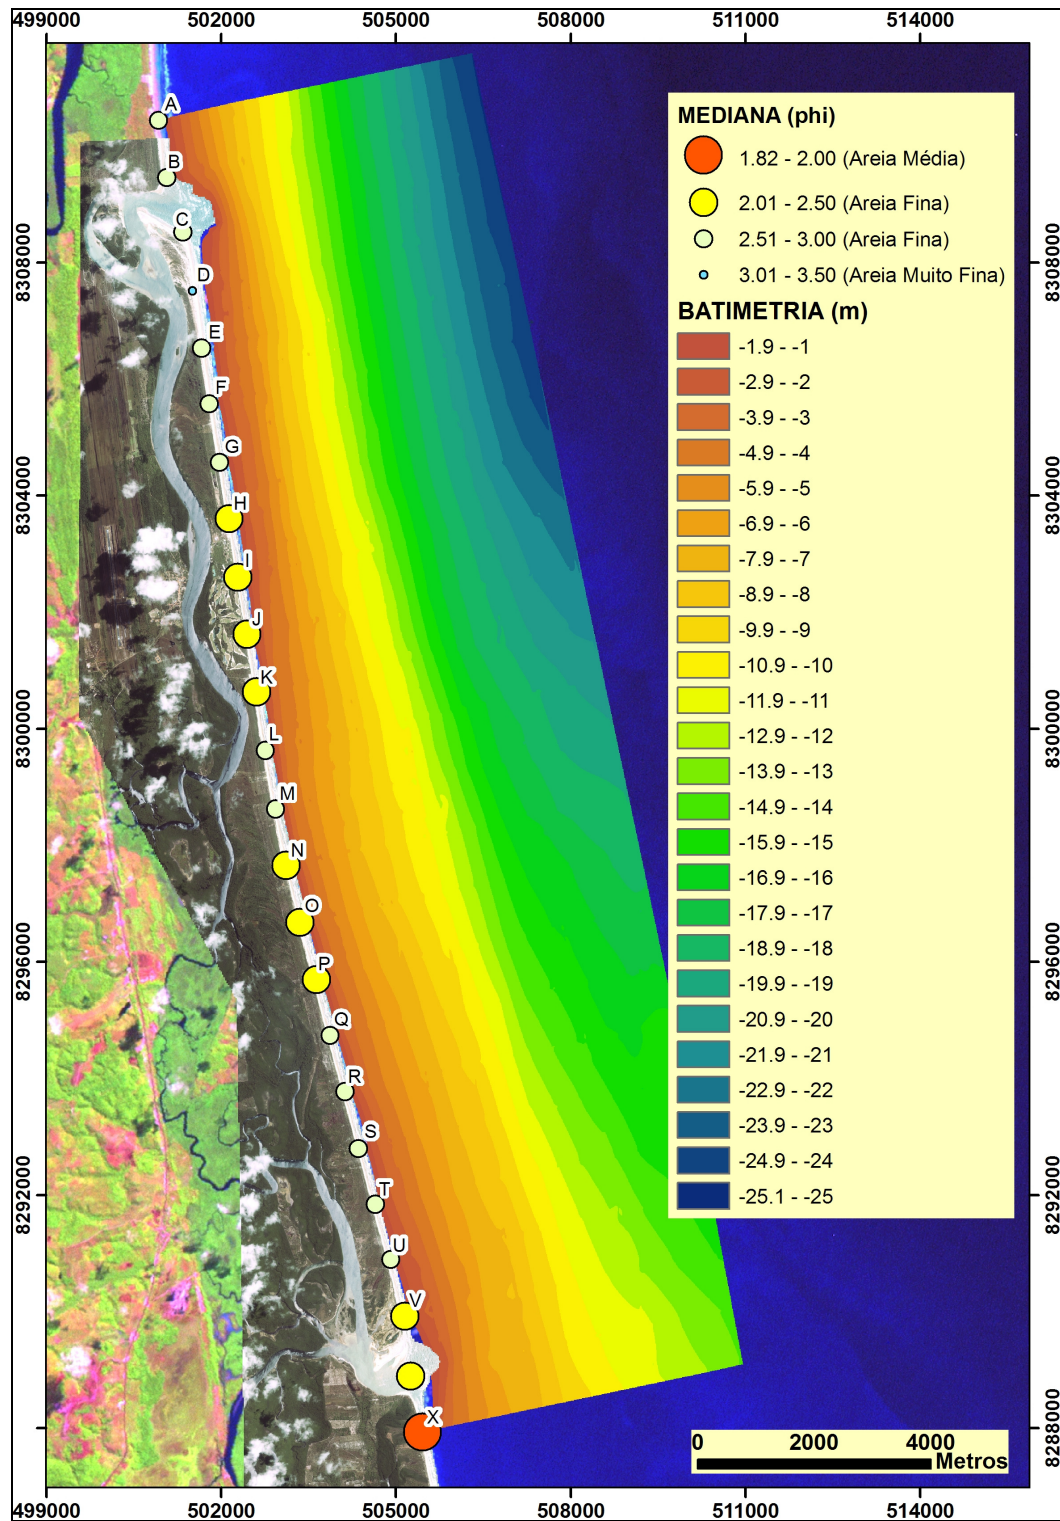 499000 502000 505000 508000 511000 514000
MEDIANA (phi)
1.82 - 2.00 (Areia Média)
2.01 - 2.50 (Areia Fina)
2.51 - 3.00 (Areia Fina)
3.01 - 3.50 (Areia Muito Fina)
BATIMETRIA (m)
-1.9 - -1
-2.9 - -2
-3.9 - -3
-4.9 - -4
-5.9 - -5
-6.9 - -6
-7.9 - -7
-8.9 - -8
-9.9 - -9
-10.9 - -10
-11.9 - -11
-12.9 - -12
-13.9 - -13
-14.9 - -14
-15.9 - -15
-16.9 - -16
-17.9 - -17
-18.9 - -18
-19.9 - -19
-20.9 - -20
-21.9 - -21
-22.9 - -22
-23.9 - -23
-24.9 - -24
-25.1 - -25
A
B
C
D
E
F
G
H
I
J
K
L
M
N
O
P
Q
R
S
T
U
V
X
8308000
8304000
8300000
8296000
8292000
8288000
8308000
8304000
8300000
8296000
8292000
8288000
0 2000 4000
Metros
499000 502000 505000 508000 511000 514000